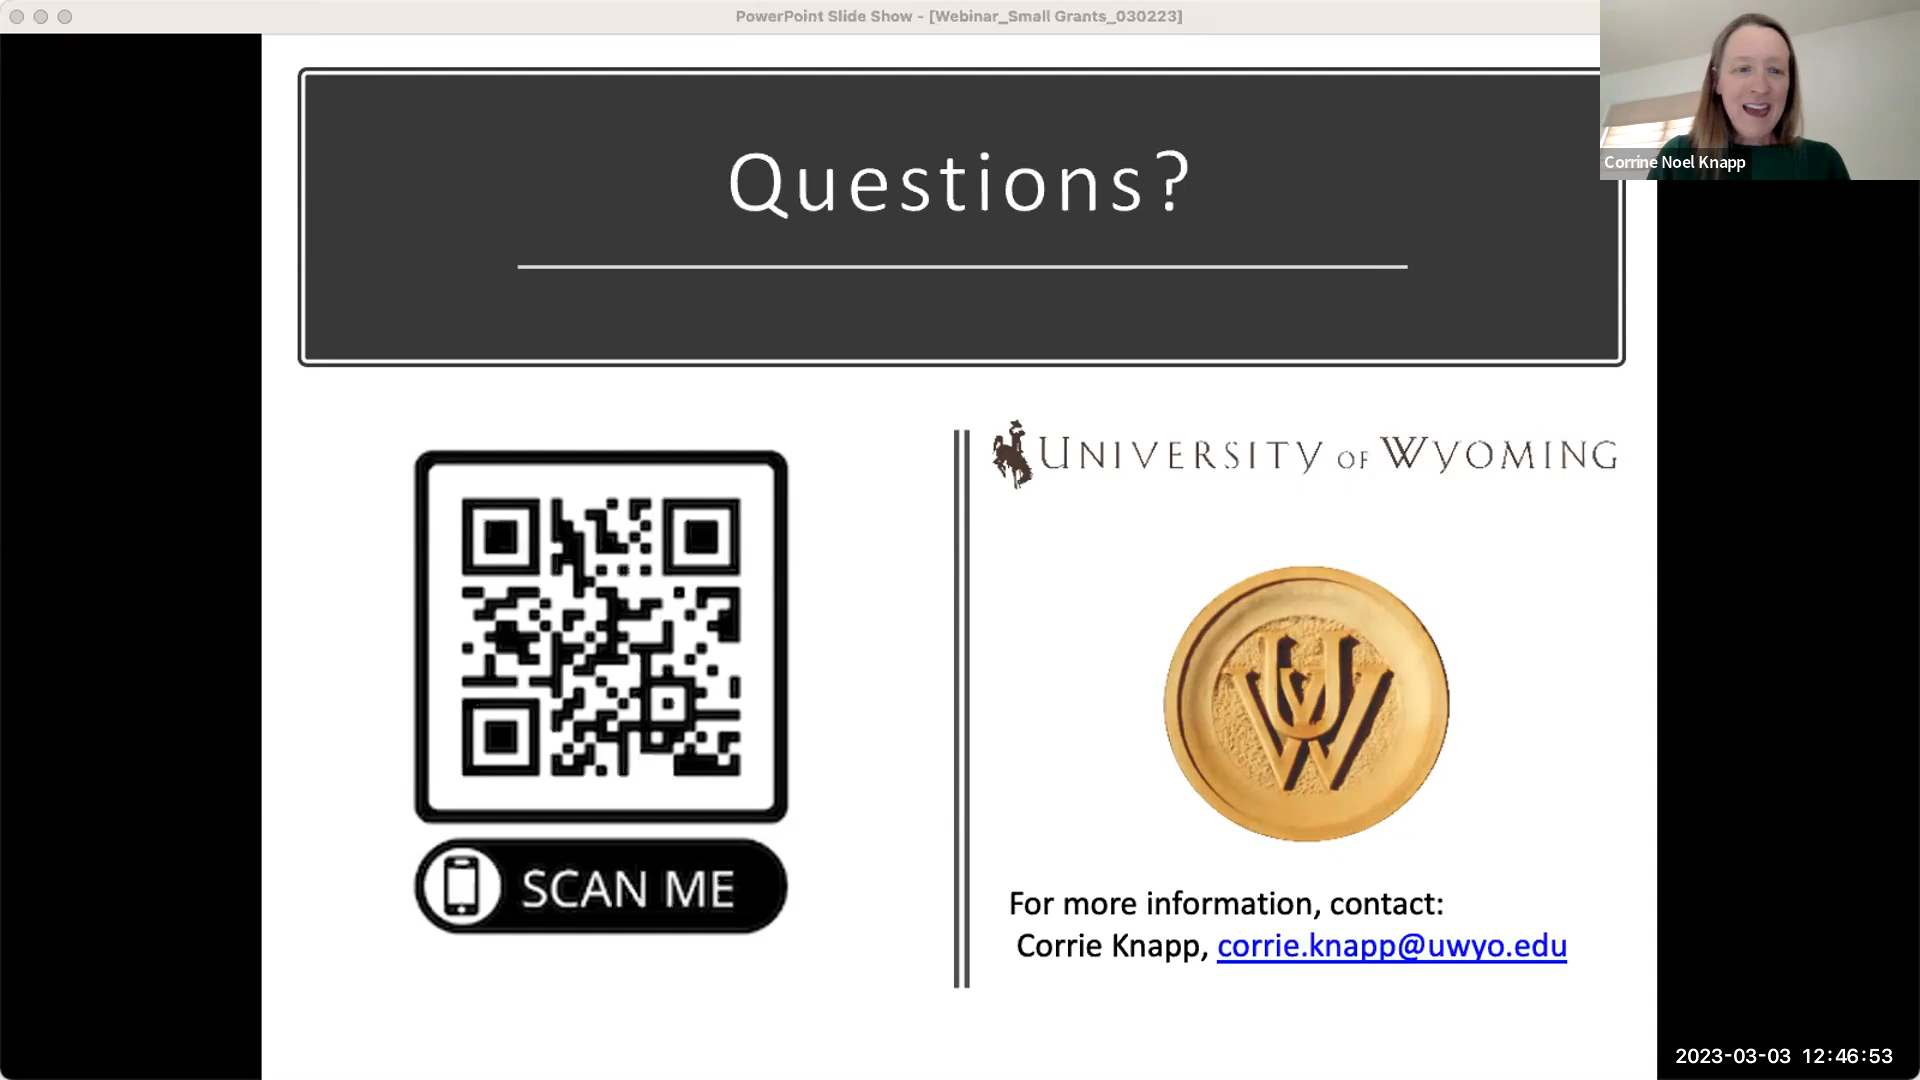 PowerPoint Slide Show - [Webinar_Small Grants_030223]
Corrine Noel Knapp
Questions?
UNIVERSITY OF WYOMING
UW
SCAN ME
For more information, contact:
Corrie Knapp, corrie.knapp@uwyo.edu
2023-03-03 12:46:53